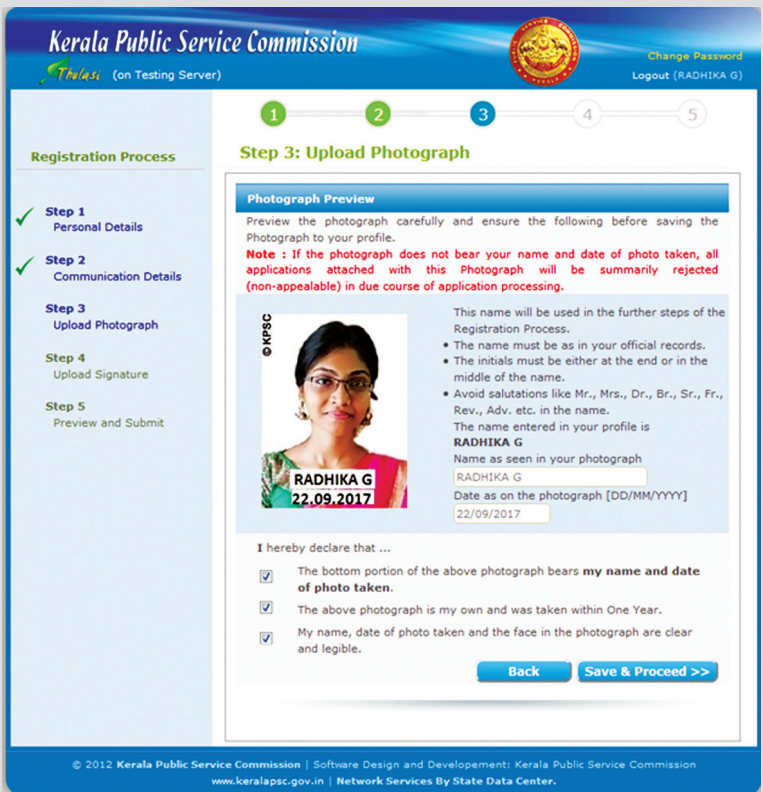 Kerala Public Service Commission
Thulasi (on Testing Server)
Change Password
Logout (RADHIKA G)
1 2 3 4 5
Registration Process
Step 1
Personal Details
Step 2
Communication Details
Step 3
Upload Photograph
Step 4
Upload Signature
Step 5
Preview and Submit
Step 3: Upload Photograph
Photograph Preview
Preview the photograph carefully and ensure the following before saving the
Photograph to your profile.
Note : If the photograph does not bear your name and date of photo taken, all
applications attached with this Photograph will be summarily rejected
(non-appealable) in due course of application processing.
© KPSC
RADHIKA G
22.09.2017
This name will be used in the further steps of the
Registration Process.
• The name must be as in your official records.
• The initials must be either at the end or in the
middle of the name.
• Avoid salutations like Mr., Mrs., Dr., Br., Sr., Fr.,
Rev., Adv. etc. in the name.
The name entered in your profile is
RADHIKA G
Name as seen in your photograph
RADHIKA G
Date as on the photograph [DD/MM/YYYY]
22/09/2017
I hereby declare that ...
The bottom portion of the above photograph bears my name and date
of photo taken.
The above photograph is my own and was taken within One Year.
My name, date of photo taken and the face in the photograph are clear
and legible.
Back
Save & Proceed >>
© 2012 Kerala Public Service Commission | Software Design and Developement: Kerala Public Service Commission
www.keralapsc.gov.in | Network Services By State Data Center.